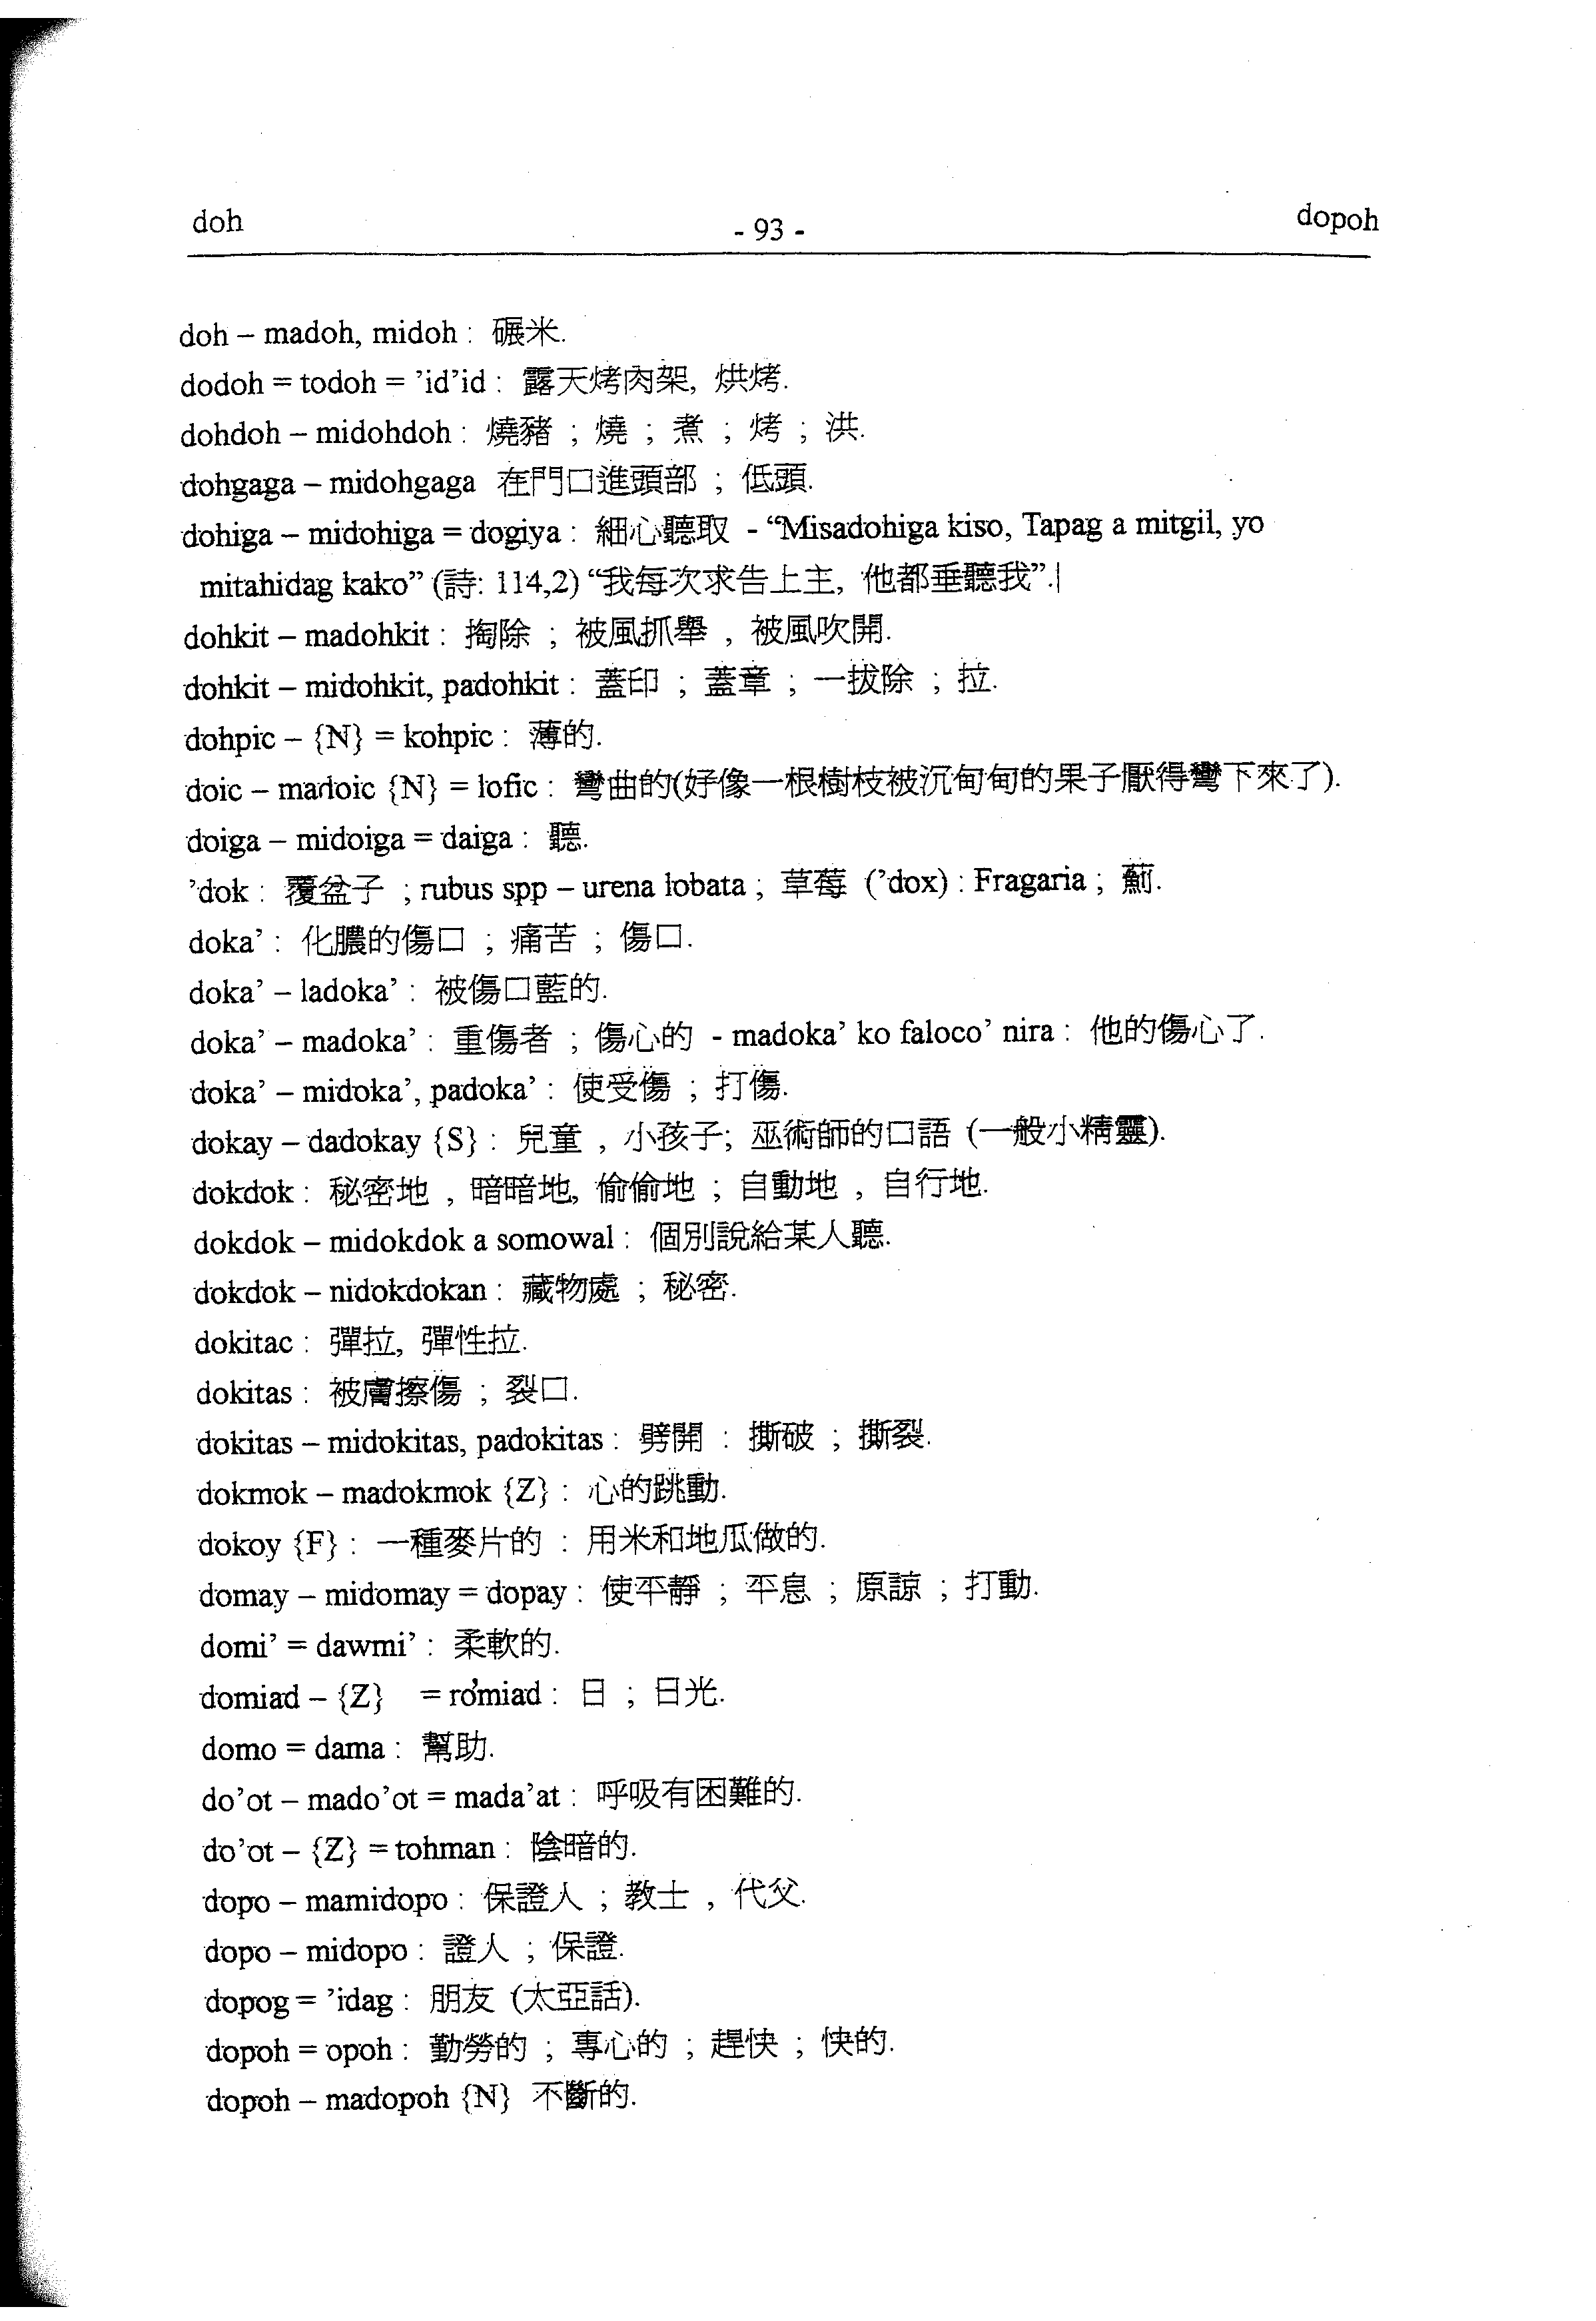 doh
- 93 -
dopoh
doh – madoh, midoh : 碾米.
dodoh = todoh = ’id’id : 露天烤肉架, 烘烤.
dohdoh – midohdoh : 燒豬 ; 燒 ; 煮 ; 烤 ; 洪.
dohgaga – midohgaga 在門口進頭部 ; 低頭.
dohiga – midohiga = dogiya : 細心聽取 - “Misadohiga kiso, Tapag a mitgil, yo
mitahidag kako” (詩: 114,2) “我每次求告上主, 他都垂聽我”.|
dohkit – madohkit : 掏除 ; 被風抓舉 , 被風吹開.
dohkit – midohkit, padohkit : 蓋印 ; 蓋章 ; 一拔除 ; 拉.
dohpic – {N} = kohpic : 薄的.
doic – madoic {N} = lofic : 彎曲的(好像一根樹枝被沉甸甸的果子厭得彎下來了).
doiga – midoiga = daiga : 聽.
’dok : 覆盆子 ; rubus spp – urena lobata ; 草莓 (’dox) : Fragaria ; 薊.
doka’ : 化膿的傷口 ; 痛苦 ; 傷口.
doka’ – ladoka’ : 被傷口藍的.
doka’ – madoka’ : 重傷者 ; 傷心的 - madoka’ ko faloco’ nira : 他的傷心了.
doka’ – midoka’, padoka’ : 使受傷 ; 打傷.
dokay – dadokay {S} : 兒童 , 小孩子; 巫術師的口語 (一般小精靈).
dokdok : 秘密地 , 暗暗地, 偷偷地 ; 自動地 , 自行地.
dokdok – midokdok a somowal : 個別說給某人聽.
dokdok – nidokdokan : 藏物處 ; 秘密.
dokitac : 彈拉, 彈性拉.
dokitas : 被膚擦傷 ; 裂口.
dokitas – midokitas, padokitas : 劈開 : 撕破 ; 撕裂.
dokmok – madokmok {Z} : 心的跳動.
dokoy {F} : 一種麥片的 : 用米和地瓜做的.
domay – midomay = dopay : 使平靜 ; 平息 ; 原諒 ; 打動.
domi’ = dawmi’ : 柔軟的.
domiad – {Z} = ro’miad : 日 ; 日光.
domo = dama : 幫助.
do’ot – mado’ot = mada’at : 呼吸有困難的.
do’ot – {Z} = tohman : 陰暗的.
dopo – mamidopo : 保證人 ; 教士 , 代父.
dopo – midopo : 證人 ; 保證.
dopog = ’idag : 朋友 (太亞話).
dopoh = opoh : 勤勞的 ; 專心的 ; 趕快 ; 快的.
dopoh – madopoh {N} 不斷的.